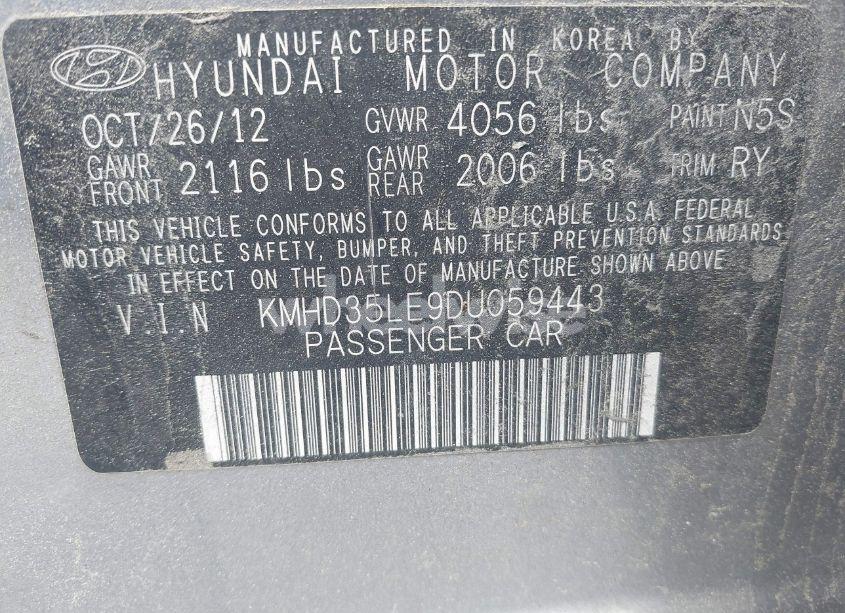 MANUFACTURED IN KOREA BY
HYUNDAI MOTOR COMPANY
OCT/26/12 GVWR 4056 lbs PAINT N5S
GAWR FRONT 2116 lbs GAWR REAR 2006 lbs TRIM RY
THIS VEHICLE CONFORMS TO ALL APPLICABLE U.S.A. FEDERAL
MOTOR VEHICLE SAFETY, BUMPER, AND THEFT PREVENTION STANDARDS
IN EFFECT ON THE DATE OF MANUFACTURE SHOWN ABOVE
V.I.N KMHD35LE9DU059443
PASSENGER CAR